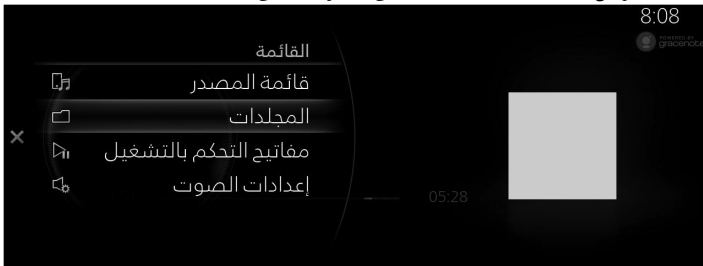 8:08
POWERED BY
gracenote
القائمة
قائمة المصدر
المجلدات
مفاتيح التحكم بالتشغيل
إعدادات الصوت
05:28